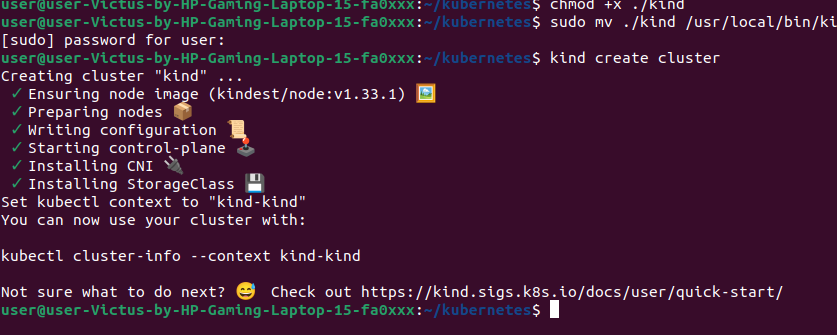 user@user-Victus-by-HP-Gaming-Laptop-15-fa0xxx:~/kubernetes$ chmod +x ./kind
user@user-Victus-by-HP-Gaming-Laptop-15-fa0xxx:~/kubernetes$ sudo mv ./kind /usr/local/bin/ki
[sudo] password for user:
user@user-Victus-by-HP-Gaming-Laptop-15-fa0xxx:~/kubernetes$ kind create cluster
Creating cluster "kind" ...
✓ Ensuring node image (kindest/node:v1.33.1) 🖼
✓ Preparing nodes 📦
✓ Writing configuration 📜
✓ Starting control-plane 🕹
✓ Installing CNI 🔌
✓ Installing StorageClass 💾
Set kubectl context to "kind-kind"
You can now use your cluster with:
kubectl cluster-info --context kind-kind
Not sure what to do next? 😅 Check out https://kind.sigs.k8s.io/docs/user/quick-start/
user@user-Victus-by-HP-Gaming-Laptop-15-fa0xxx:~/kubernetes$